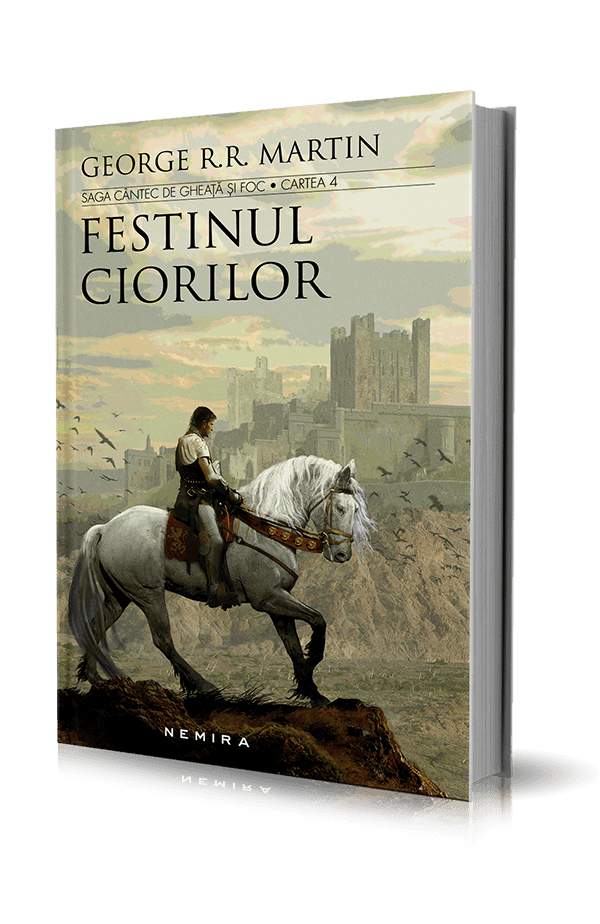 GEORGE R.R. MARTIN
SAGA CÂNTEC DE GHEAȚĂ ȘI FOC • CARTEA 4
FESTINUL
CIORILOR
NEMIRA